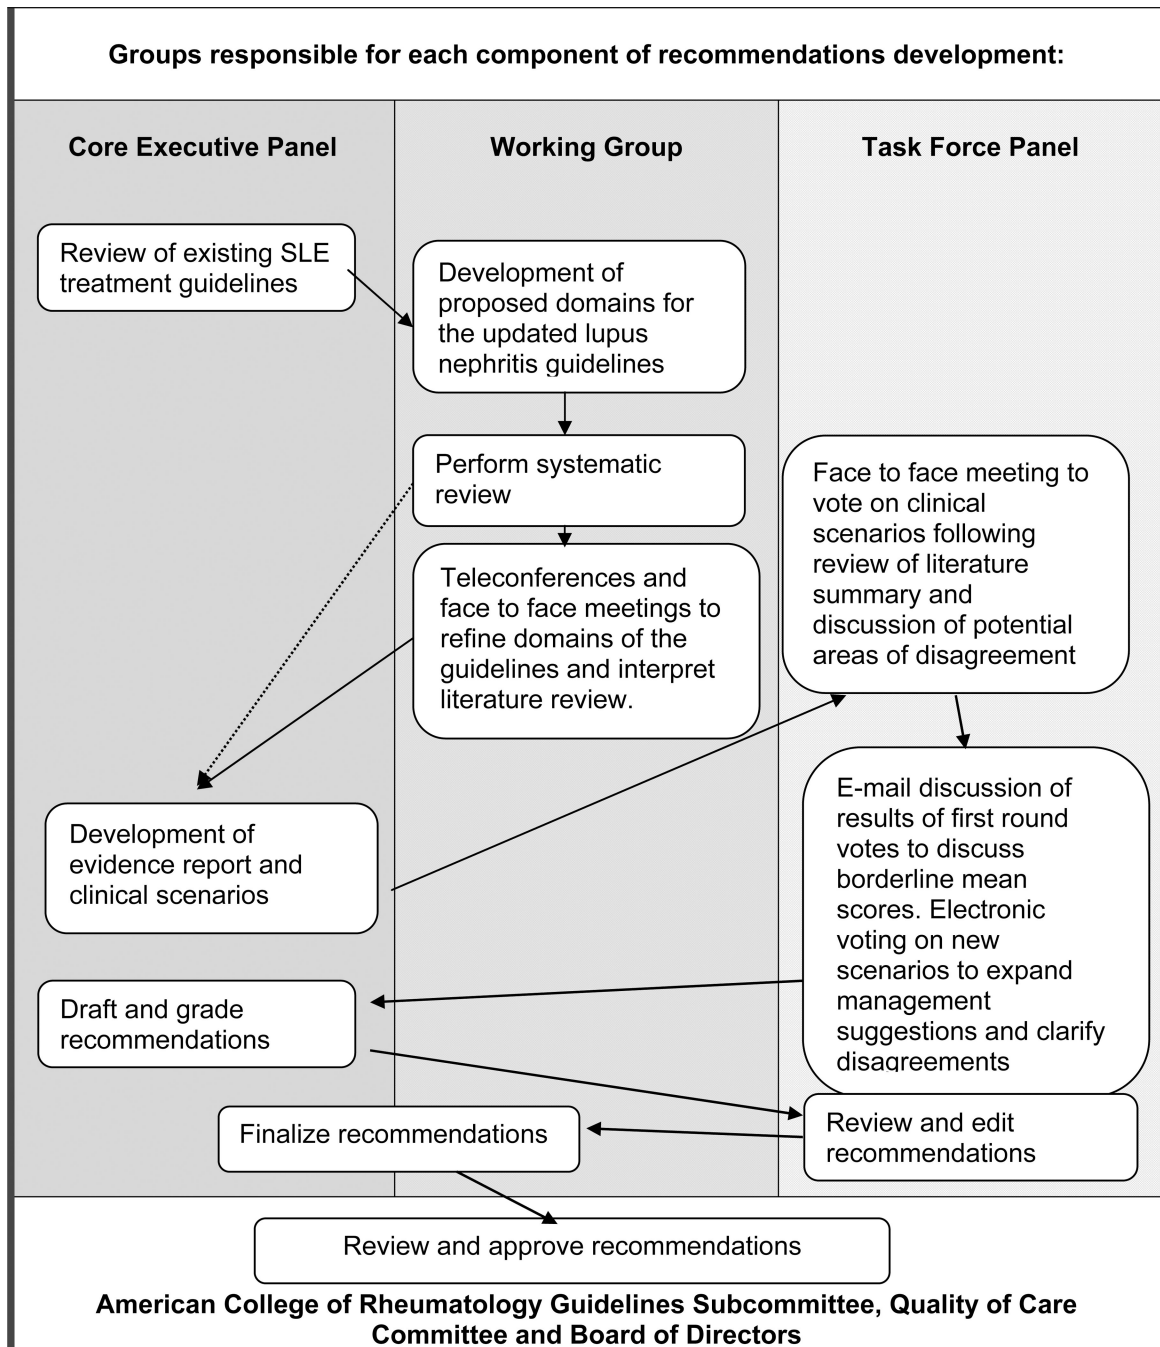 Groups responsible for each component of recommendations development:
Core Executive Panel
Working Group
Task Force Panel
Review of existing SLE
treatment guidelines
Development of
proposed domains for
the updated lupus
nephritis guidelines
Perform systematic
review
Teleconferences and
face to face meetings to
refine domains of the
guidelines and interpret
literature review.
Face to face meeting to
vote on clinical
scenarios following
review of literature
summary and
discussion of potential
areas of disagreement
Development of
evidence report and
clinical scenarios
E-mail discussion of
results of first round
votes to discuss
borderline mean
scores. Electronic
voting on new
scenarios to expand
management
suggestions and clarify
disagreements
Draft and grade
recommendations
Review and edit
recommendations
Finalize recommendations
Review and approve recommendations
American College of Rheumatology Guidelines Subcommittee, Quality of Care
Committee and Board of Directors